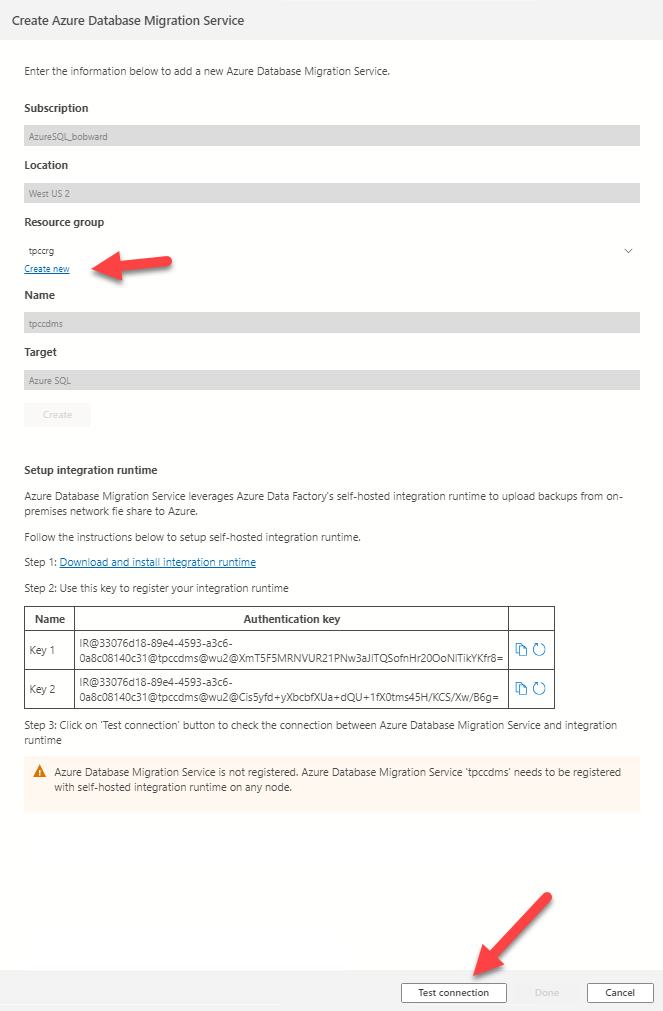 Create Azure Database Migration Service
Enter the information below to add a new Azure Database Migration Service.
Subscription
AzureSQL_bobward
Location
West US 2
Resource group
tpccrg
Create new
Name
tpccdms
Target
Azure SQL
Create
Setup integration runtime
Azure Database Migration Service leverages Azure Data Factory's self-hosted integration runtime to upload backups from on-
premises network fie share to Azure.
Follow the instructions below to setup self-hosted integration runtime.
Step 1: Download and install integration runtime
Step 2: Use this key to register your integration runtime
Name Authentication key
Key 1 IR@33076d18-89e4-4593-a3c6-
0a8c08140c31@tpccdms@wu2@XmT5F5MRNVUR21PNw3aJlTQSofnHr20OoNlTikYKfr8=
Key 2 IR@33076d18-89e4-4593-a3c6-
0a8c08140c31@tpccdms@wu2@Cis5yfd+yXbcbfXUa+dQU+1fX0tms45H/KCS/Xw/B6g=
Step 3: Click on 'Test connection' button to check the connection between Azure Database Migration Service and integration
runtime
Azure Database Migration Service is not registered. Azure Database Migration Service 'tpccdms' needs to be registered
with self-hosted integration runtime on any node.
Test connection Done Cancel